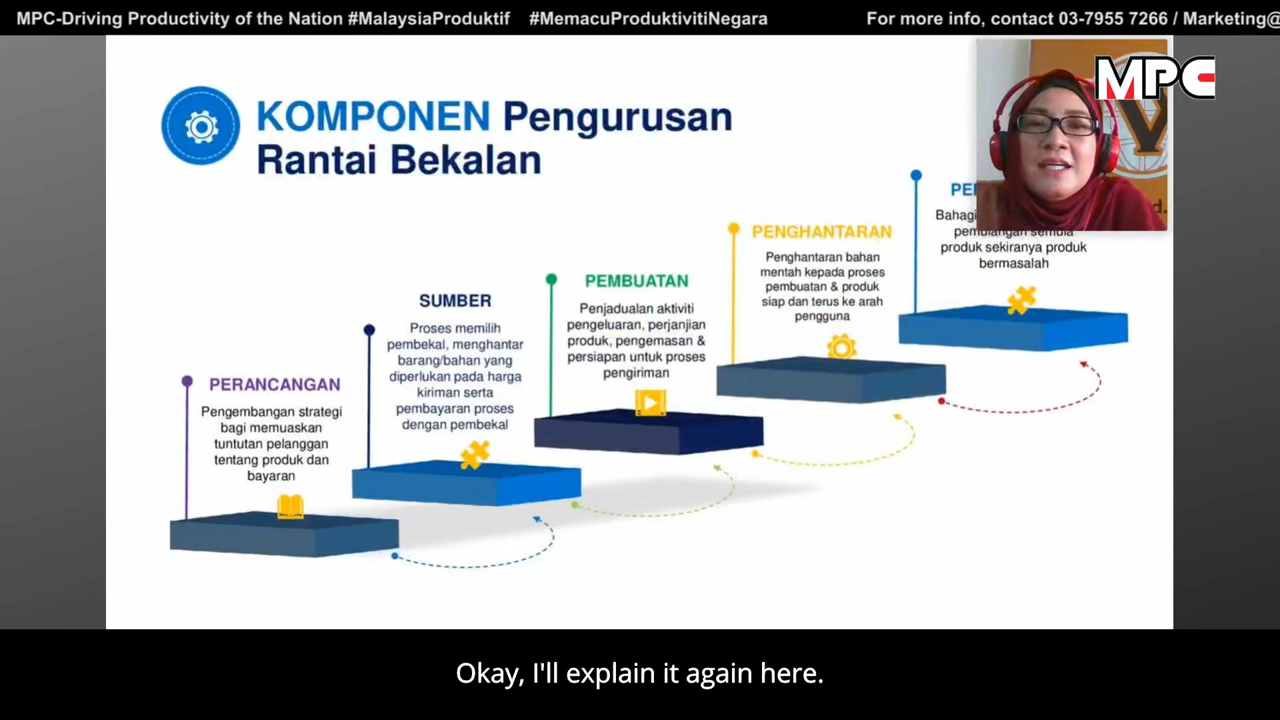 MPC-Driving Productivity of the Nation #MalaysiaProduktif #MemacuProduktivitiNegara For more info, contact 03-7955 7266 / Marketing@
MPC
KOMPONEN Pengurusan
Rantai Bekalan
PERANCANGAN
Pengembangan strategi
bagi memuaskan
tuntutan pelanggan
tentang produk dan
bayaran
SUMBER
Proses memilih
pembekal, menghantar
barang/bahan yang
diperlukan pada harga
kiriman serta
pembayaran proses
dengan pembekal
PEMBUATAN
Penjadualan aktiviti
pengeluaran, perjanjian
produk, pengemasan &
persiapan untuk proses
pengiriman
PENGHANTARAN
Penghantaran bahan
mentah kepada proses
pembuatan & produk
siap dan terus ke arah
pengguna
pemulangan semula
produk sekiranya produk
bermasalah
Okay, I'll explain it again here.